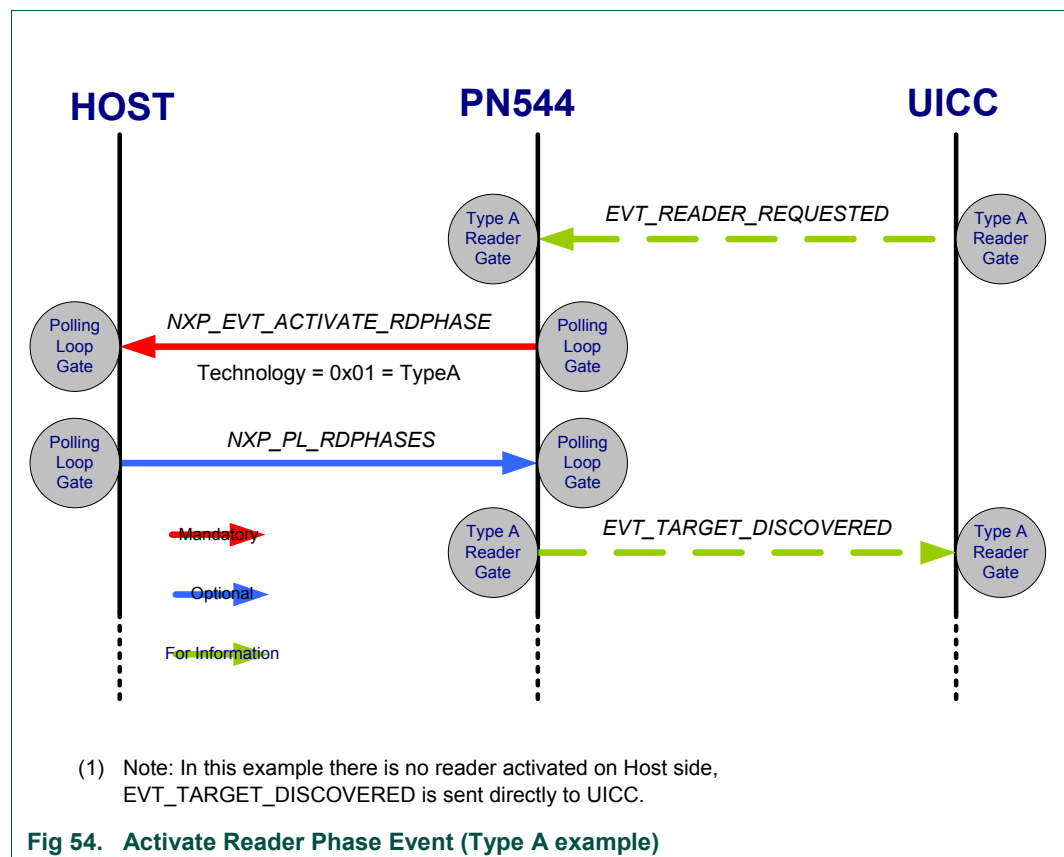 HOST
PN544
UICC
Type A
Reader
Gate
EVT_READER_REQUESTED
Type A
Reader
Gate
Polling
Loop
Gate
NXP_EVT_ACTIVATE_RDPHASE
Technology = 0x01 = TypeA
Polling
Loop
Gate
Polling
Loop
Gate
NXP_PL_RDPHASES
Polling
Loop
Gate
Type A
Reader
Gate
EVT_TARGET_DISCOVERED
Type A
Reader
Gate
Mandatory
Optional
For Information
(1) Note: In this example there is no reader activated on Host side,
EVT_TARGET_DISCOVERED is sent directly to UICC.
Fig 54. Activate Reader Phase Event (Type A example)